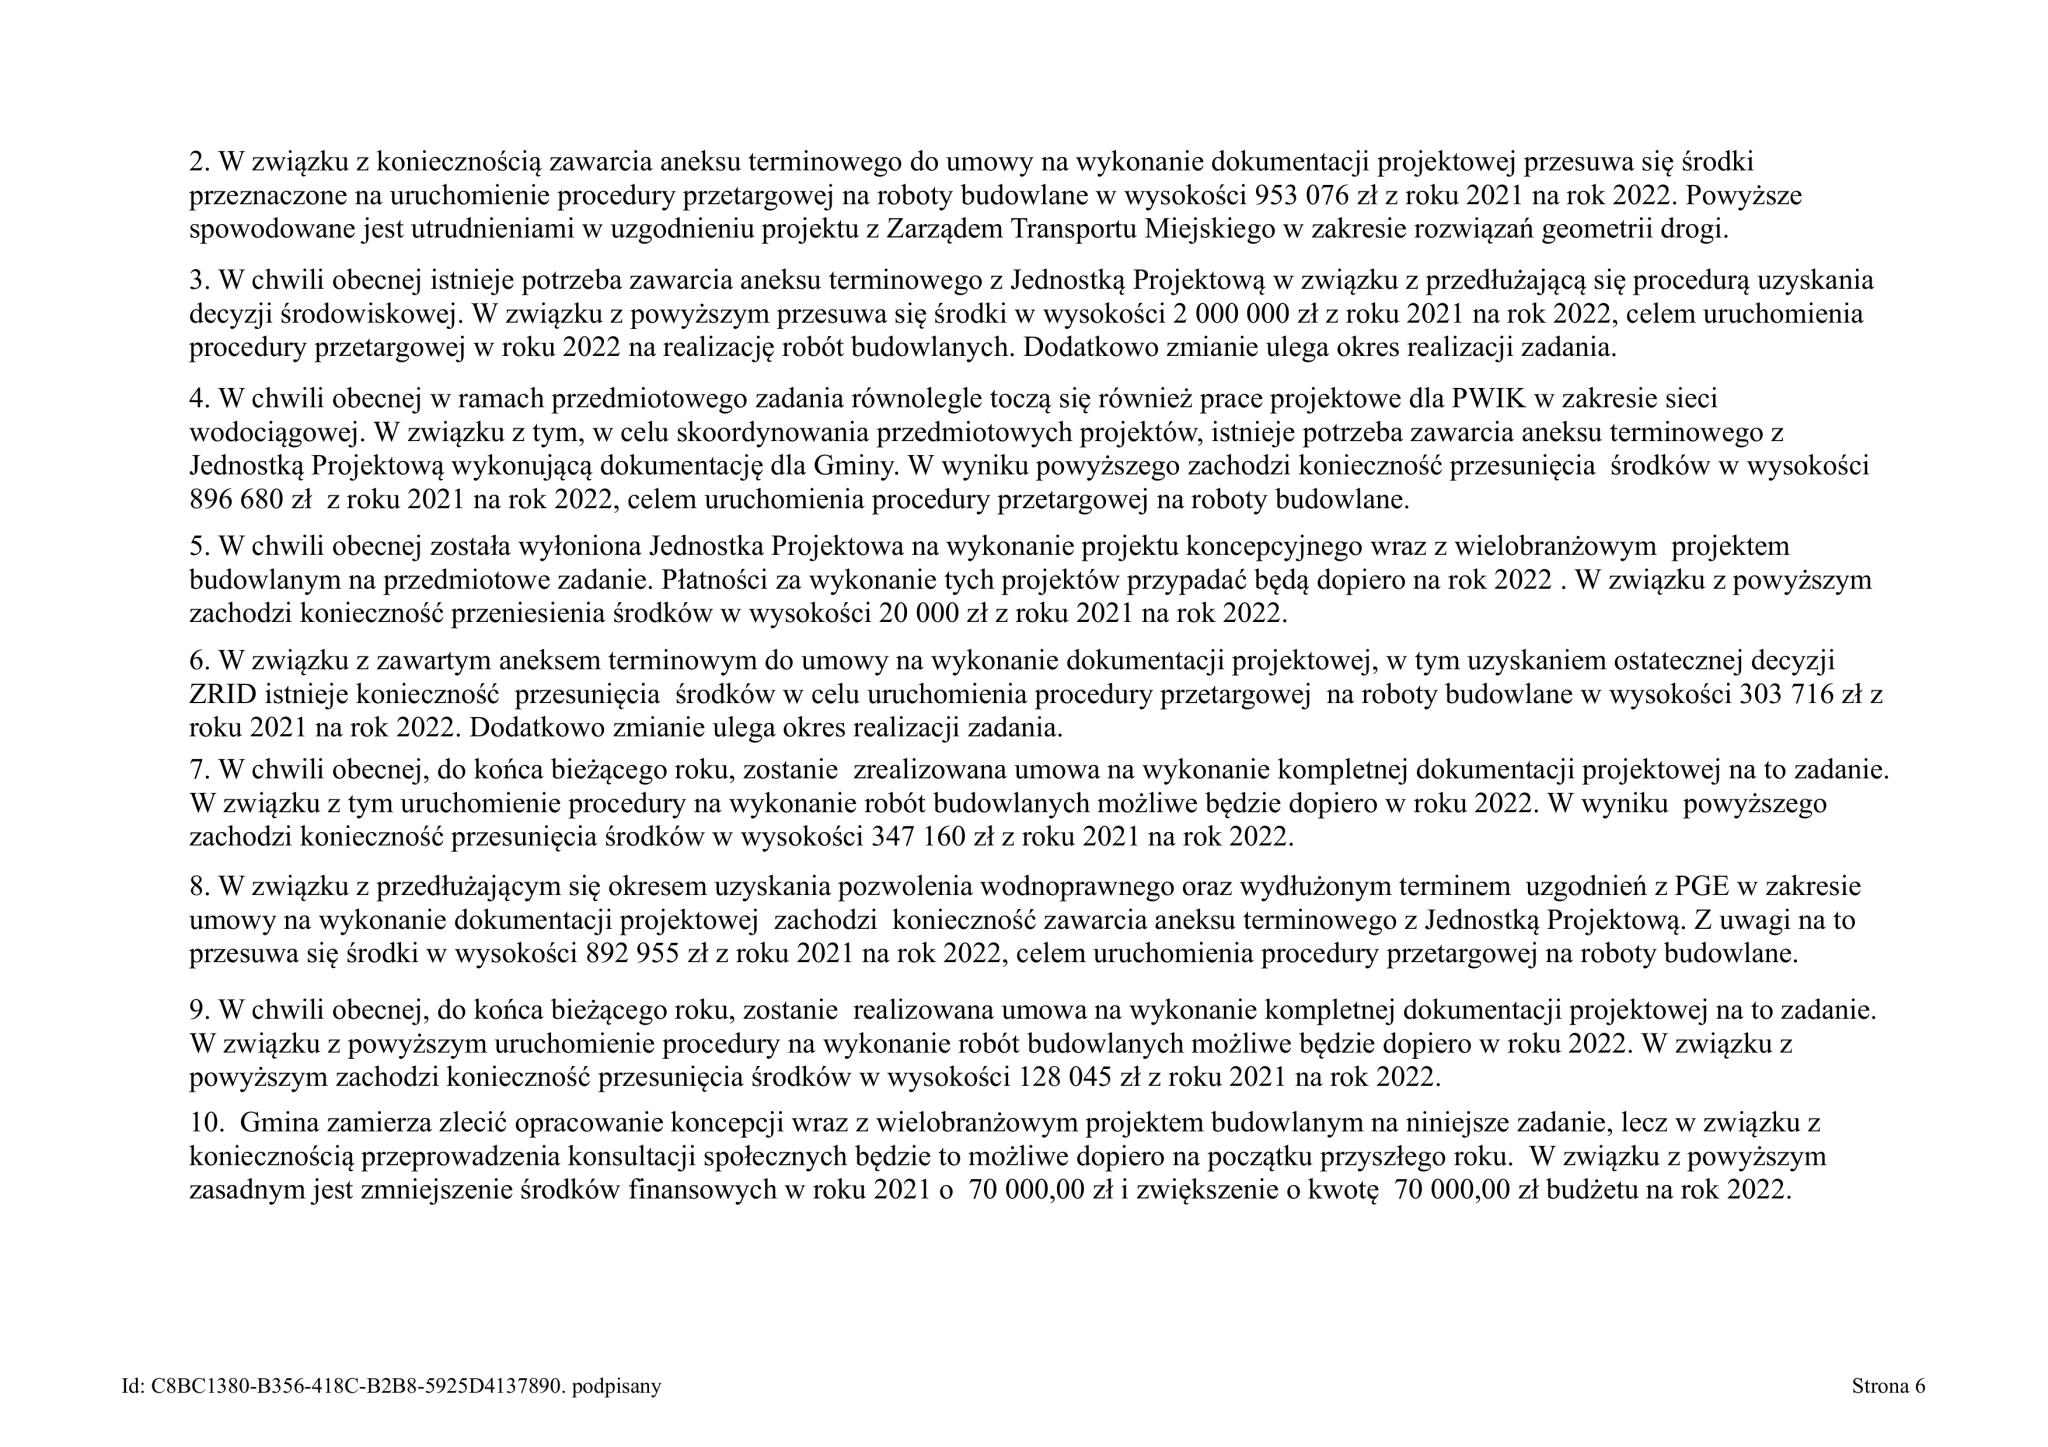 2. W związku z koniecznością zawarcia aneksu terminowego do umowy na wykonanie dokumentacji projektowej przesuwa się środki
przeznaczone na uruchomienie procedury przetargowej na roboty budowlane w wysokości 953 076 zł z roku 2021 na rok 2022. Powyższe
spowodowane jest utrudnieniami w uzgodnieniu projektu z Zarządem Transportu Miejskiego w zakresie rozwiązań geometrii drogi.
3. W chwili obecnej istnieje potrzeba zawarcia aneksu terminowego z Jednostką Projektową w związku z przedłużającą się procedurą uzyskania
decyzji środowiskowej. W związku z powyższym przesuwa się środki w wysokości 2 000 000 zł z roku 2021 na rok 2022, celem uruchomienia
procedury przetargowej w roku 2022 na realizację robót budowlanych. Dodatkowo zmianie ulega okres realizacji zadania.
4. W chwili obecnej w ramach przedmiotowego zadania równolegle toczą się również prace projektowe dla PWIK w zakresie sieci
wodociągowej. W związku z tym, w celu skoordynowania przedmiotowych projektów, istnieje potrzeba zawarcia aneksu terminowego z
Jednostką Projektową wykonującą dokumentację dla Gminy. W wyniku powyższego zachodzi konieczność przesunięcia  środków w wysokości
896 680 zł  z roku 2021 na rok 2022, celem uruchomienia procedury przetargowej na roboty budowlane.
5. W chwili obecnej została wyłoniona Jednostka Projektowa na wykonanie projektu koncepcyjnego wraz z wielobranżowym  projektem
budowlanym na przedmiotowe zadanie. Płatności za wykonanie tych projektów przypadać będą dopiero na rok 2022 . W związku z powyższym
zachodzi konieczność przeniesienia środków w wysokości 20 000 zł z roku 2021 na rok 2022.
6. W związku z zawartym aneksem terminowym do umowy na wykonanie dokumentacji projektowej, w tym uzyskaniem ostatecznej decyzji
ZRID istnieje konieczność  przesunięcia  środków w celu uruchomienia procedury przetargowej  na roboty budowlane w wysokości 303 716 zł z
roku 2021 na rok 2022. Dodatkowo zmianie ulega okres realizacji zadania.
7. W chwili obecnej, do końca bieżącego roku, zostanie  zrealizowana umowa na wykonanie kompletnej dokumentacji projektowej na to zadanie.
W związku z tym uruchomienie procedury na wykonanie robót budowlanych możliwe będzie dopiero w roku 2022. W wyniku  powyższego
zachodzi konieczność przesunięcia środków w wysokości 347 160 zł z roku 2021 na rok 2022.
8. W związku z przedłużającym się okresem uzyskania pozwolenia wodnoprawnego oraz wydłużonym terminem  uzgodnień z PGE w zakresie
umowy na wykonanie dokumentacji projektowej  zachodzi  konieczność zawarcia aneksu terminowego z Jednostką Projektową. Z uwagi na to
przesuwa się środki w wysokości 892 955 zł z roku 2021 na rok 2022, celem uruchomienia procedury przetargowej na roboty budowlane.
9. W chwili obecnej, do końca bieżącego roku, zostanie  realizowana umowa na wykonanie kompletnej dokumentacji projektowej na to zadanie.
W związku z powyższym uruchomienie procedury na wykonanie robót budowlanych możliwe będzie dopiero w roku 2022. W związku z
powyższym zachodzi konieczność przesunięcia środków w wysokości 128 045 zł z roku 2021 na rok 2022.
10.  Gmina zamierza zlecić opracowanie koncepcji wraz z wielobranżowym projektem budowlanym na niniejsze zadanie, lecz w związku z
koniecznością przeprowadzenia konsultacji społecznych będzie to możliwe dopiero na początku przyszłego roku.  W związku z powyższym
zasadnym jest zmniejszenie środków finansowych w roku 2021 o  70 000,00 zł i zwiększenie o kwotę  70 000,00 zł budżetu na rok 2022.
Id: C8BC1380-B356-418C-B2B8-5925D4137890. podpisany
Strona 6